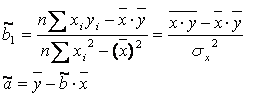 b̃₁ = (n∑xᵢyᵢ − x̄·ȳ) / (n∑xᵢ² − (x̄)²) = (x̅·̅y̅ − x̄·ȳ) / σₓ²
ã = ȳ − b̃·x̄